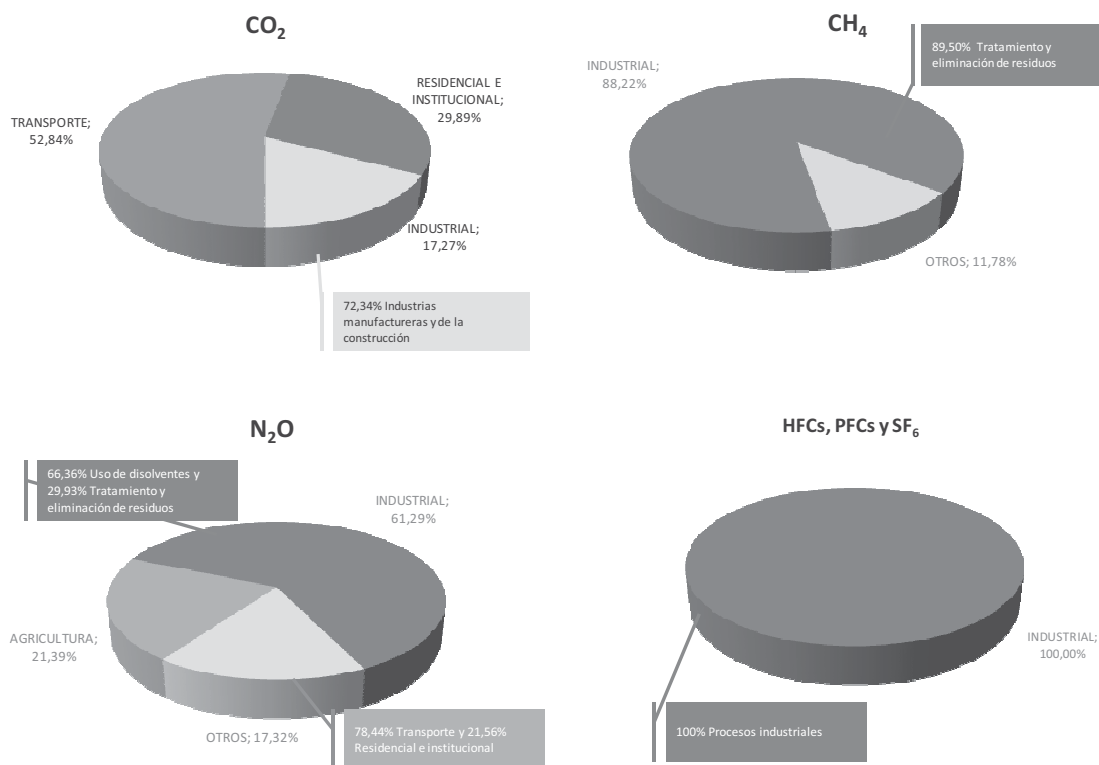 CO₂
TRANSPORTE;
52,84%
RESIDENCIAL E
INSTITUCIONAL;
29,89%
INDUSTRIAL;
17,27%
72,34% Industrias
manufactureras y de la
construcción
CH₄
INDUSTRIAL;
88,22%
89,50% Tratamiento y
eliminación de residuos
OTROS; 11,78%
N₂O
66,36% Uso de disolventes y
29,93% Tratamiento y
eliminación de residuos
INDUSTRIAL;
61,29%
AGRICULTURA;
21,39%
OTROS; 17,32%
78,44% Transporte y 21,56%
Residencial e institucional
HFCs, PFCs y SF₆
INDUSTRIAL;
100,00%
100% Procesos industriales